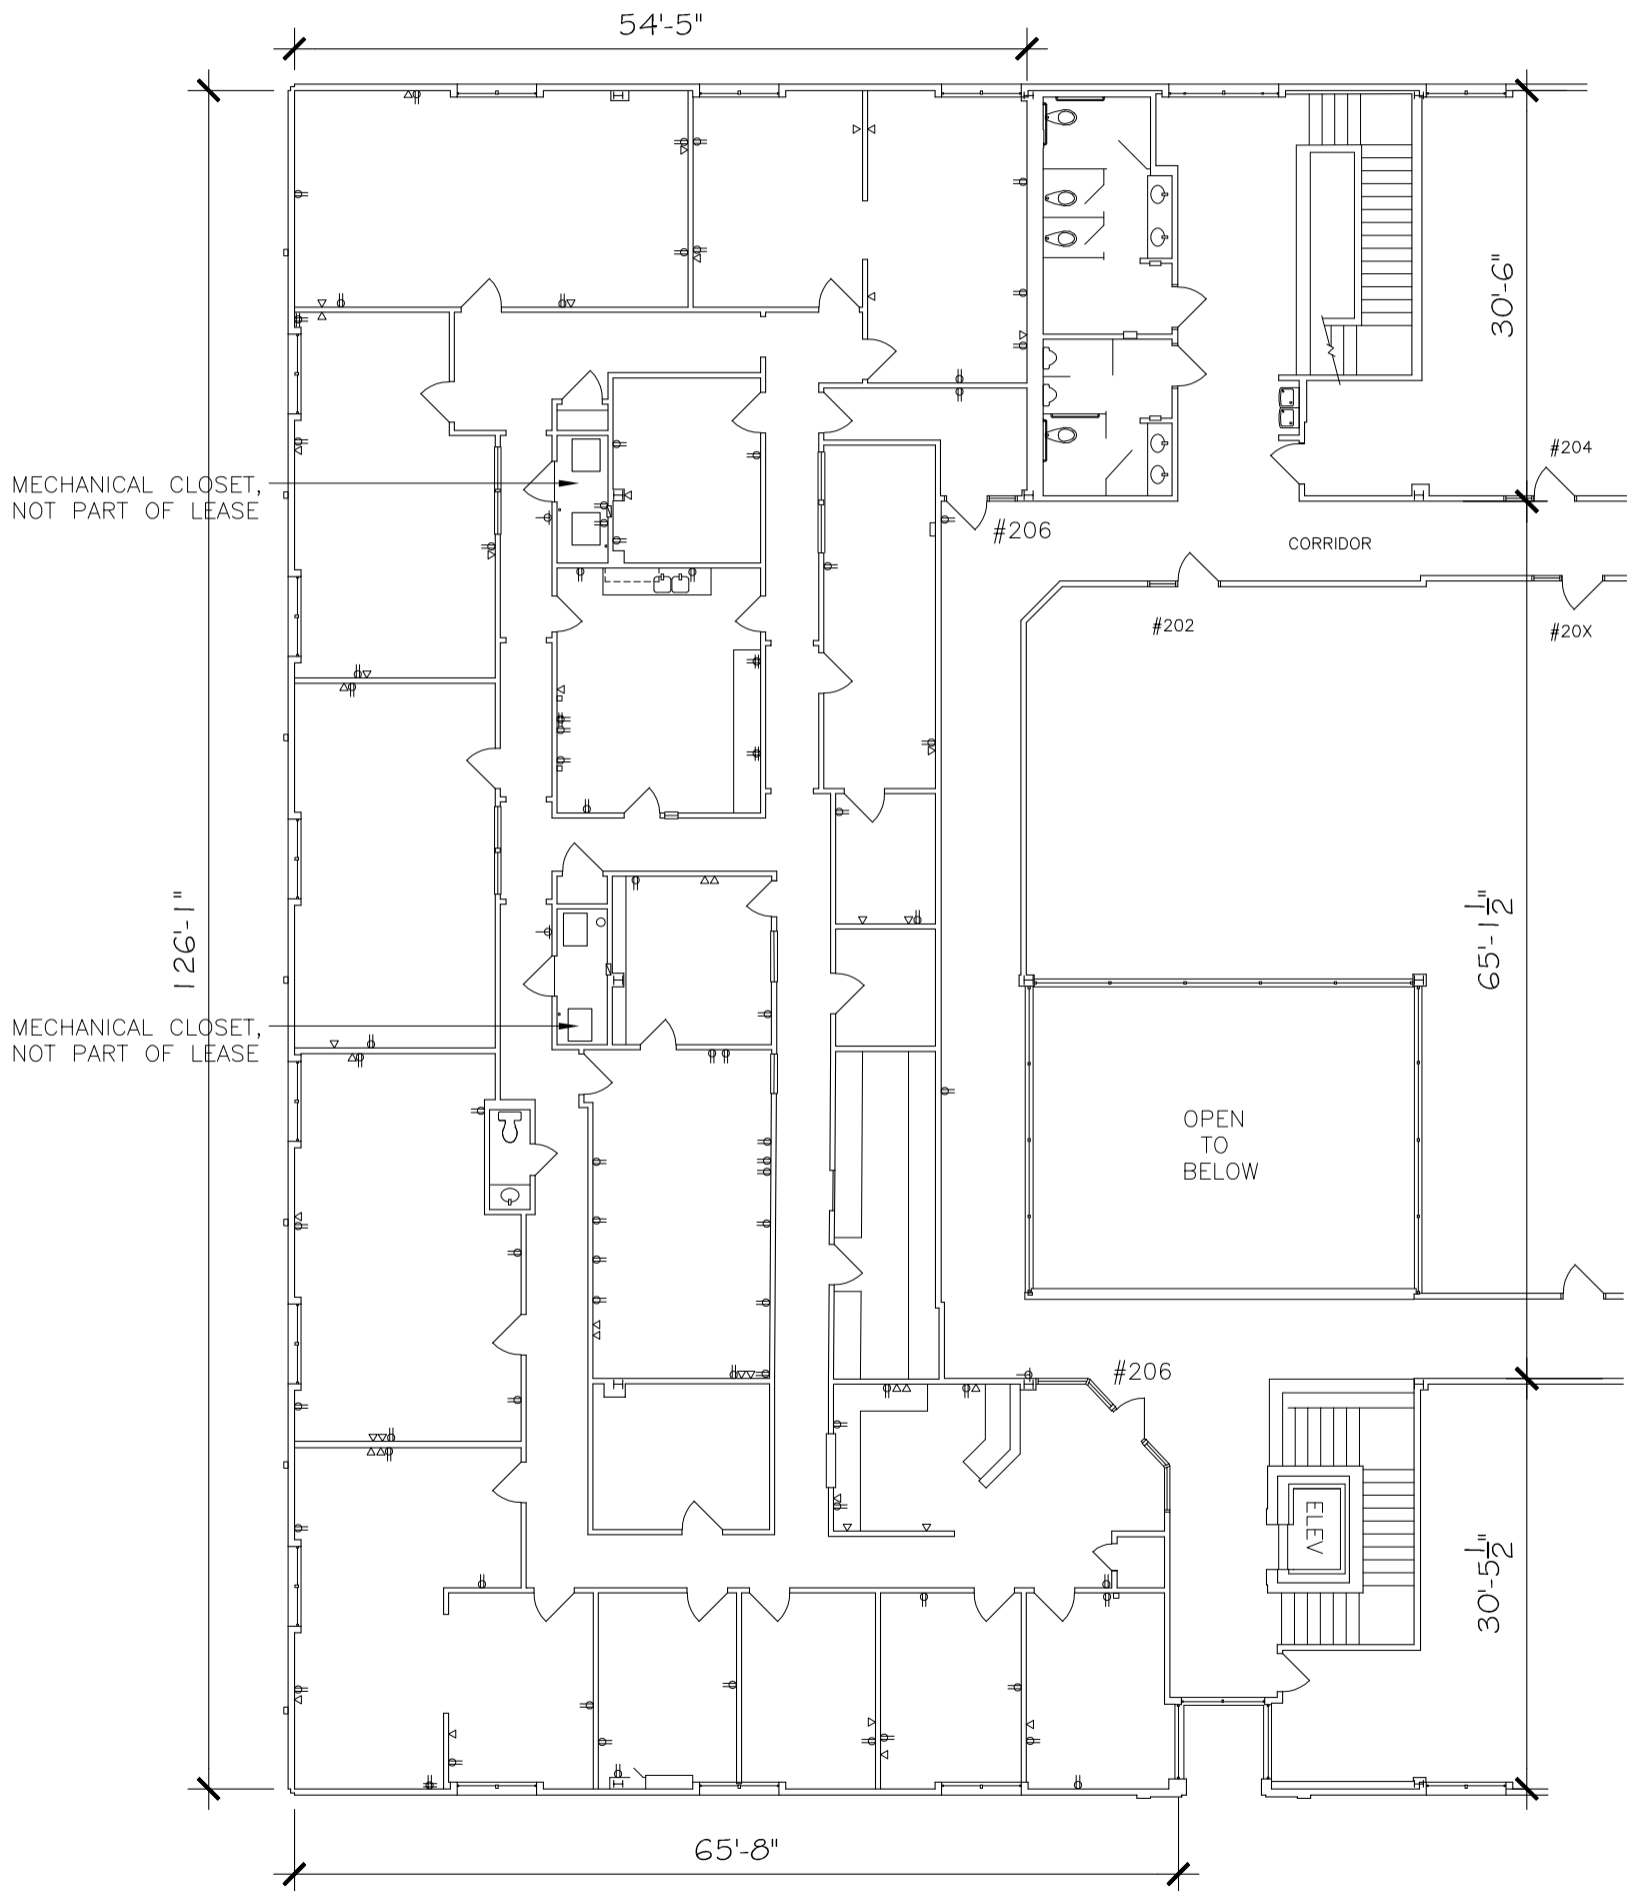 54'-5"
30'-6"
#204
MECHANICAL CLOSET,
NOT PART OF LEASE
#206
CORRIDOR
#202
#20X
126'-1"
65'-1 1/2"
MECHANICAL CLOSET,
NOT PART OF LEASE
OPEN
TO
BELOW
#206
ELEV
30'-5 1/2"
65'-8"